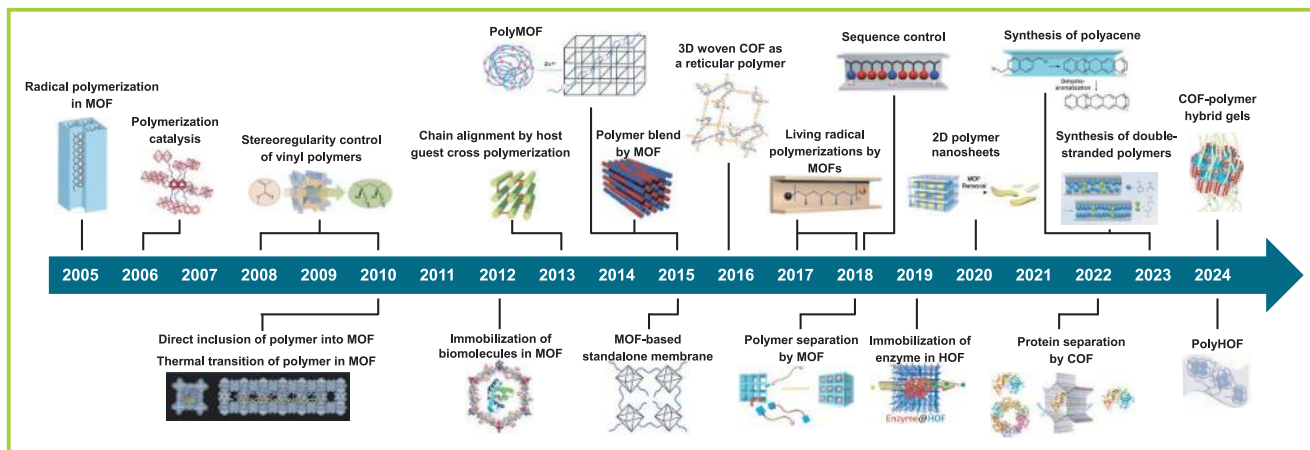 PolyMOF
Zn²⁺
3D woven COF as
a reticular polymer
Sequence control
Synthesis of polyacene
Dehydro-
aromatization
Radical polymerization
in MOF
Polymerization
catalysis
Stereoregularity control
of vinyl polymers
Chain alignment by host
guest cross polymerization
Polymer blend
by MOF
Living radical
polymerizations by
MOFs
2D polymer
nanosheets
MOF
Removal
Synthesis of double-
stranded polymers
COF-polymer
hybrid gels
2005 2006 2007 2008 2009 2010 2011 2012 2013 2014 2015 2016 2017 2018 2019 2020 2021 2022 2023 2024
Direct inclusion of polymer into MOF
Thermal transition of polymer in MOF
Immobilization of
biomolecules in MOF
MOF-based
standalone membrane
Polymer separation
by MOF
Immobilization of
enzyme in HOF
Enzyme@HOF
Protein separation
by COF
PolyHOF